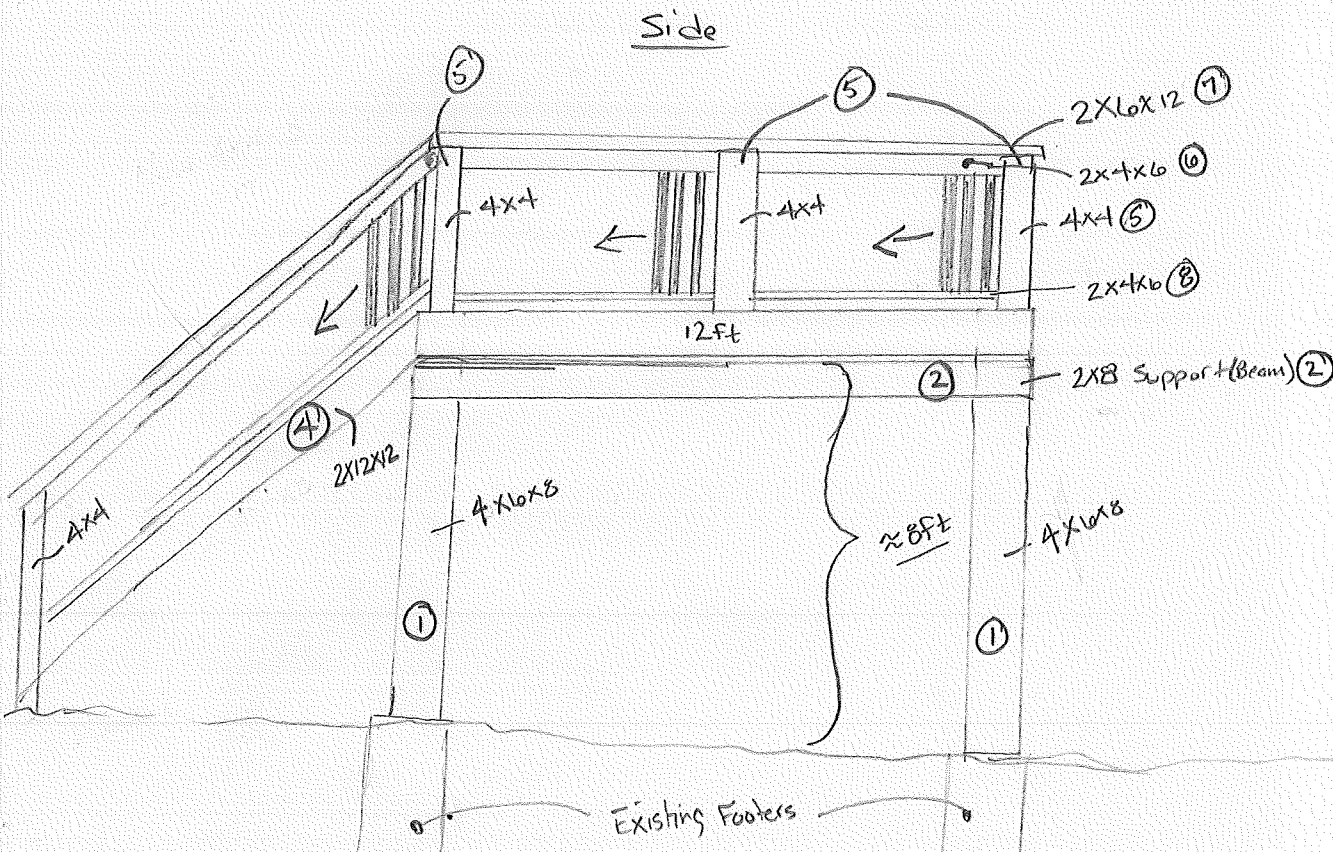 Side
5
5
2x6x12 7
2x4x6 6
4x4
4x4
4x4 5
2x4x6 8
12ft
2
2x8 Support(Beam) 2
4
2x12x12
4x6x8
≈8ft
4x6x8
4x4
1
1
Existing Footers